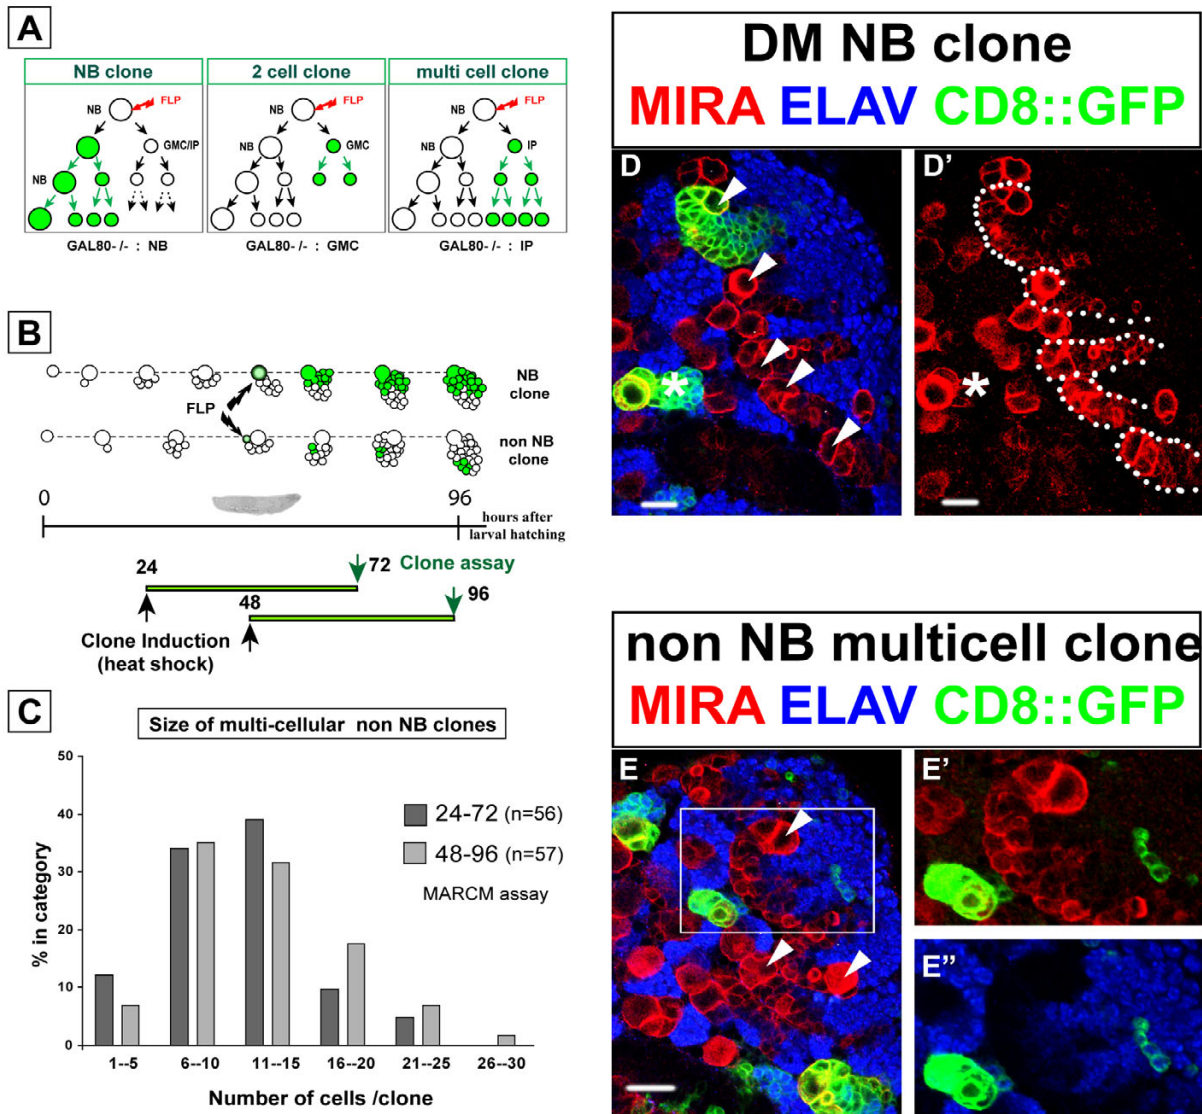 A
NB clone
2 cell clone
multi cell clone
NB
FLP
GMC/IP
NB
GAL80- /- : NB
NB
FLP
NB
GMC
GAL80- /- : GMC
NB
FLP
NB
IP
GAL80- /- : IP
B
NB
clone
FLP
non NB
clone
0
96
hours after
larval hatching
24
72
Clone assay
48
96
Clone Induction
(heat shock)
C
Size of multi-cellular non NB clones
50
40
30
20
10
0
% in category
24-72 (n=56)
48-96 (n=57)
MARCM assay
1--5
6--10
11--15
16--20
21--25
26--30
Number of cells /clone
DM NB clone
MIRA ELAV CD8::GFP
D
*
D'
*
non NB multicell clone
MIRA ELAV CD8::GFP
E
E'
E"